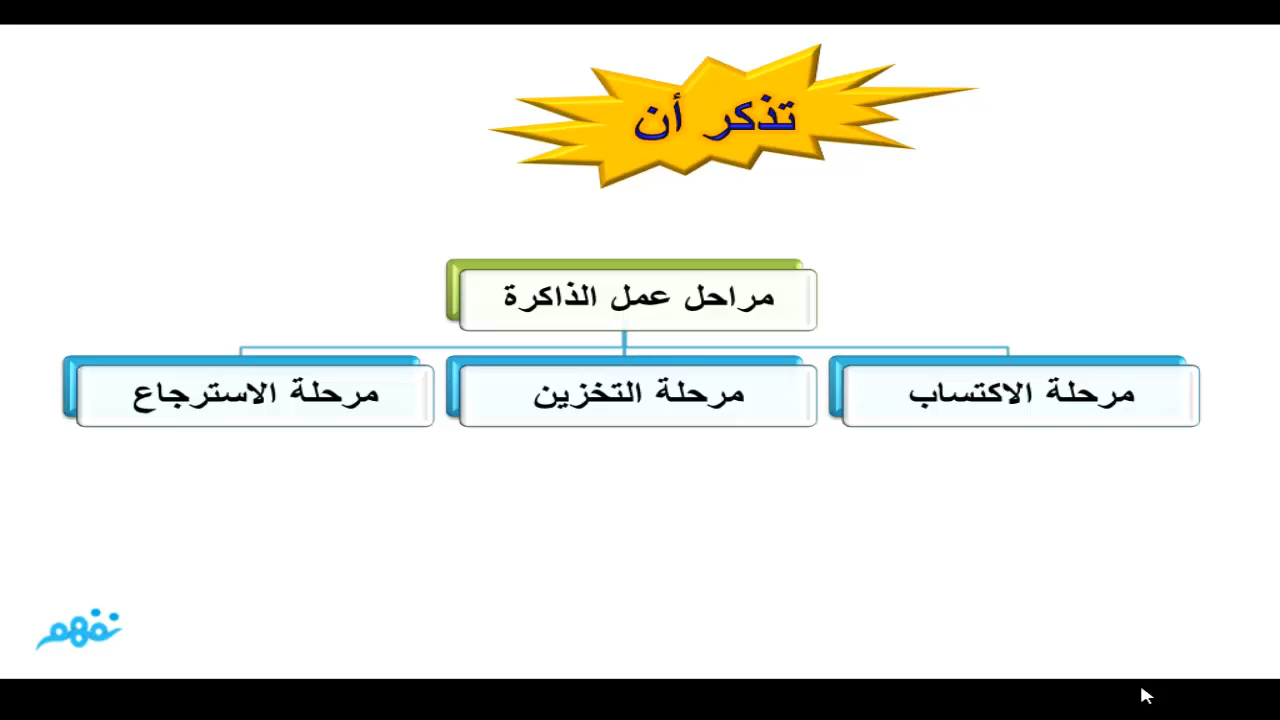 تذكر أن
مراحل عمل الذاكرة
مرحلة الاكتساب
مرحلة التخزين
مرحلة الاسترجاع
نفهم